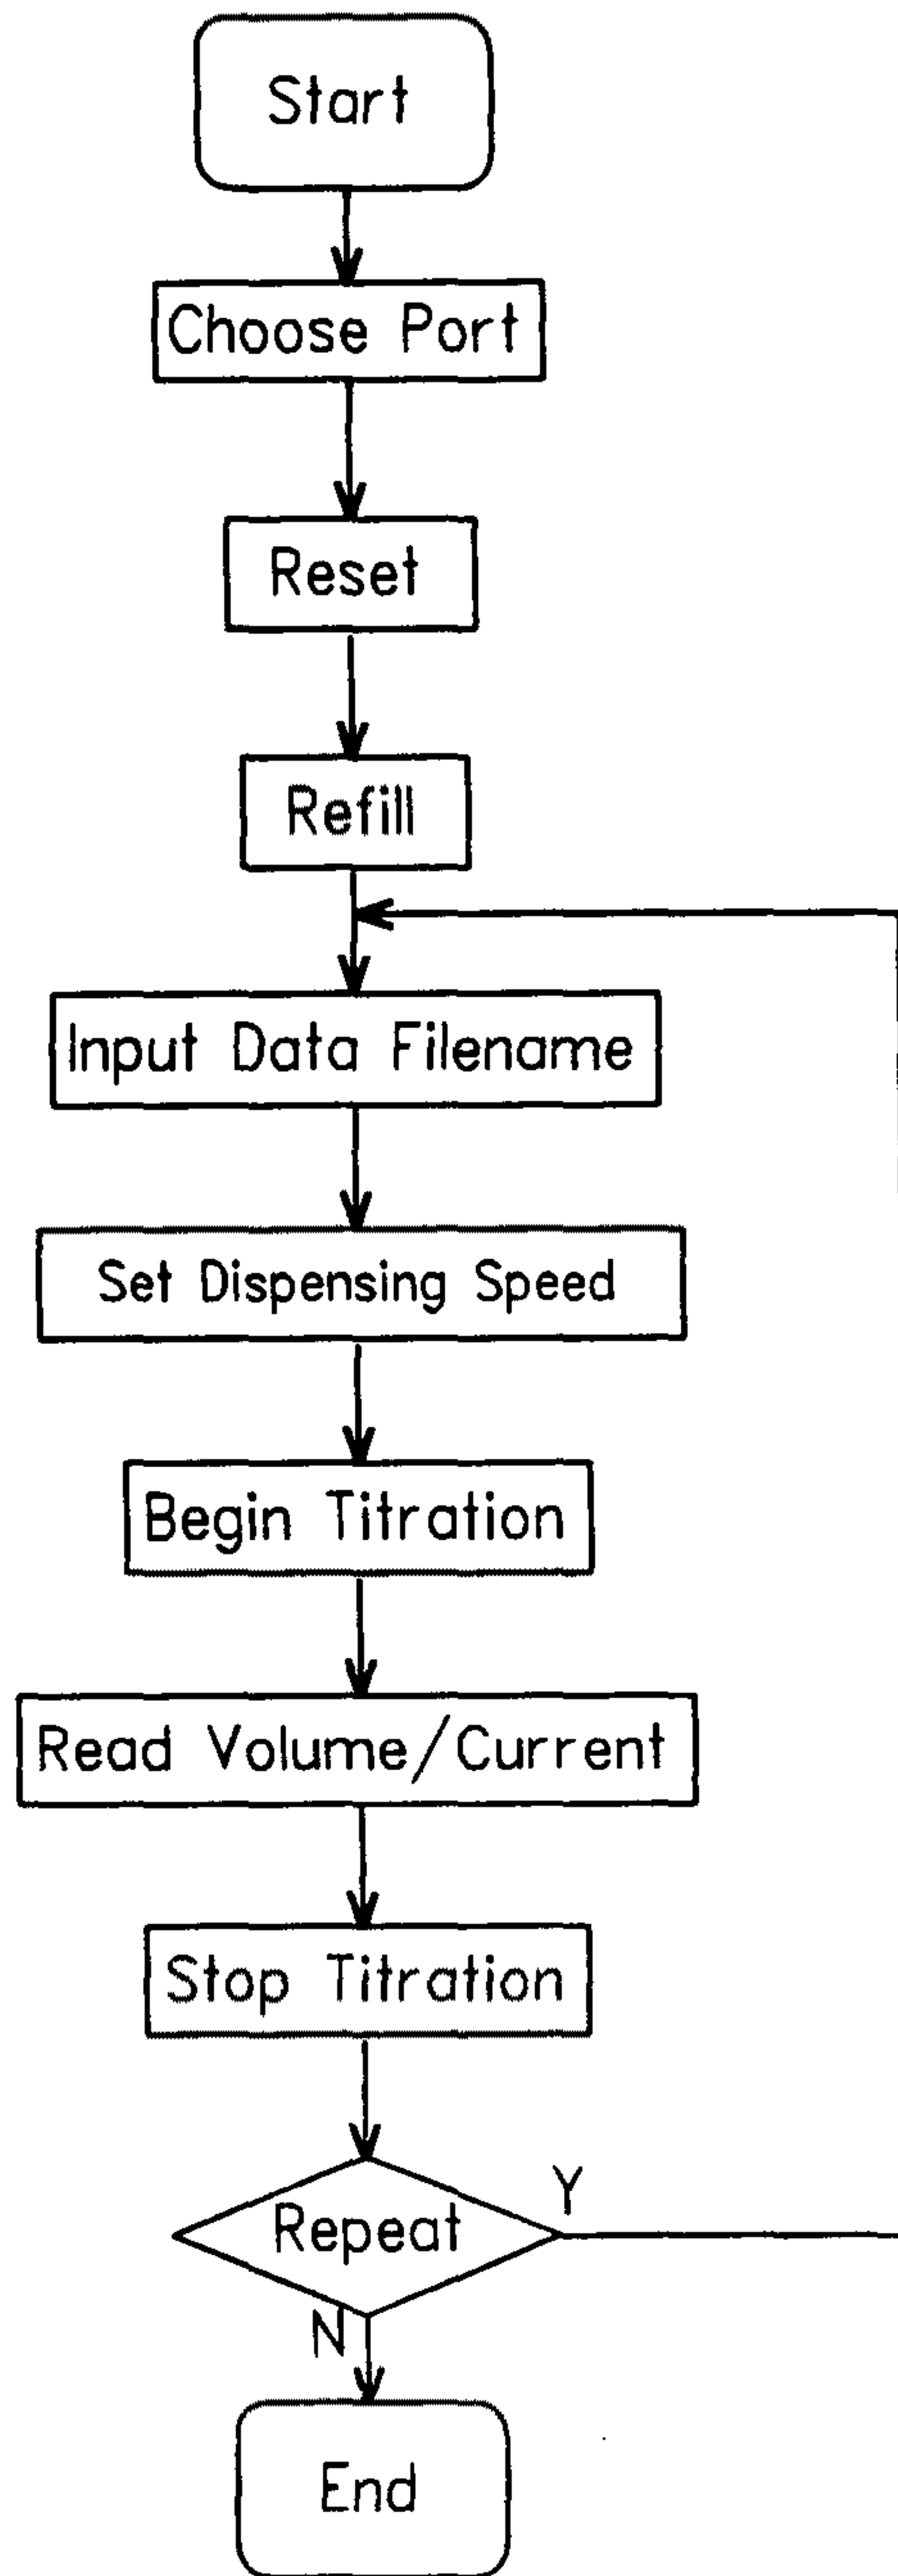 Start
Choose Port
Reset
Refill
Input Data Filename
Set Dispensing Speed
Begin Titration
Read Volume/Current
Stop Titration
Repeat
Y
N
End